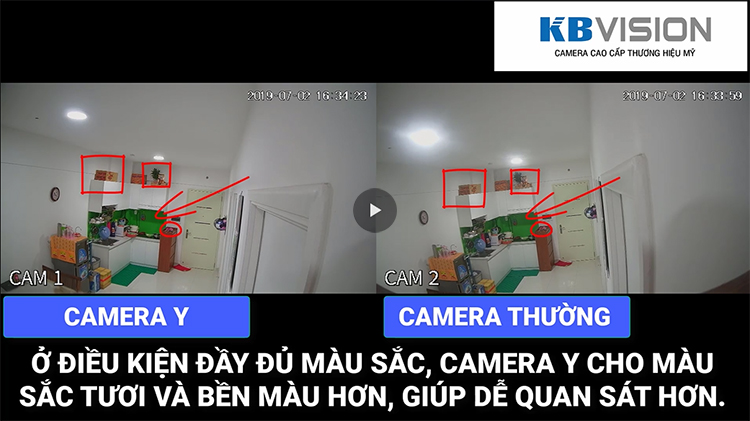 KBVISION
CAMERA CAO CẤP THƯƠNG HIỆU MỸ
2019-07-02 16:34:23
2019-07-02 16:33:59
CAM 1
CAM 2
CAMERA Y
CAMERA THƯỜNG
Ở ĐIỀU KIỆN ĐẦY ĐỦ MÀU SẮC, CAMERA Y CHO MÀU
SẮC TƯƠI VÀ BỀN MÀU HƠN, GIÚP DỄ QUAN SÁT HƠN.